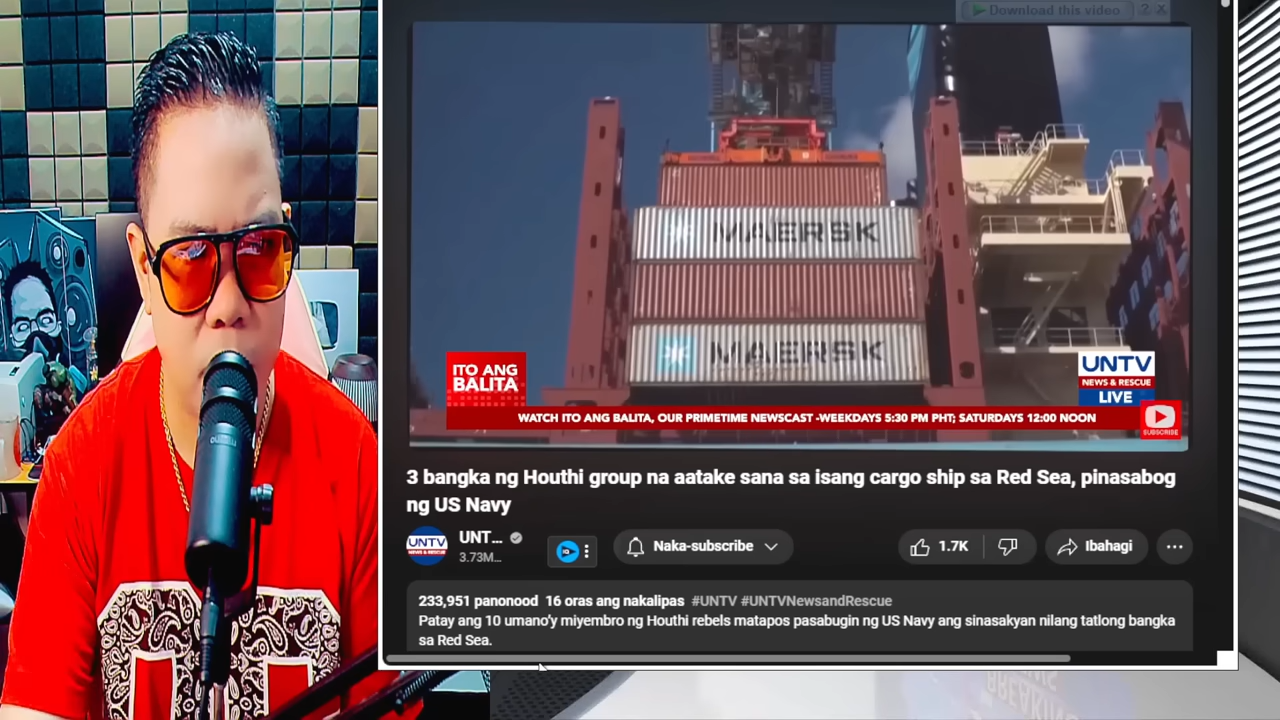 Download this video
? X
MAERSK
MAERSK
ITO ANG
BALITA
UNTV
NEWS & RESCUE
LIVE
WATCH ITO ANG BALITA, OUR PRIMETIME NEWSCAST -WEEKDAYS 5:30 PM PHT; SATURDAYS 12:00 NOON
SUBSCRIBE
3 bangka ng Houthi group na aatake sana sa isang cargo ship sa Red Sea, pinasabog
ng US Navy
UNTV
NEWS & RESCUE
UNT...
3.73M...
Naka-subscribe
1.7K
Ibahagi
233,951 panonood 16 oras ang nakalipas #UNTV #UNTVNewsandRescue
Patay ang 10 umano'y miyembro ng Houthi rebels matapos pasabugin ng US Navy ang sinasakyan nilang tatlong bangka
sa Red Sea.